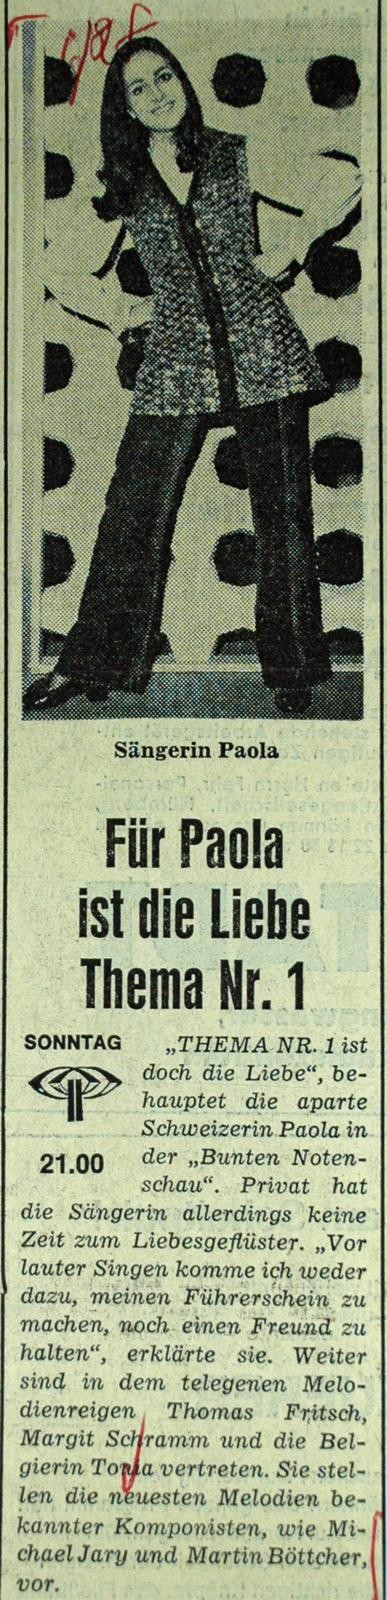 Sängerin Paola
Für Paola
ist die Liebe
Thema Nr. 1
SONNTAG
21.00
„THEMA NR. 1 ist
doch die Liebe“, be-
hauptet die aparte
Schweizerin Paola in
der „Bunten Noten-
schau“. Privat hat
die Sängerin allerdings keine
Zeit zum Liebesgeflüster. „Vor
lauter Singen komme ich weder
dazu, meinen Führerschein zu
machen, noch einen Freund zu
halten“, erklärte sie. Weiter
sind in dem telegenen Melo-
dienreigen Thomas Fritsch,
Margit Schramm und die Bel-
gierin Tonia vertreten. Sie stel-
len die neuesten Melodien be-
kannter Komponisten, wie Mi-
chael Jary und Martin Böttcher,
vor.